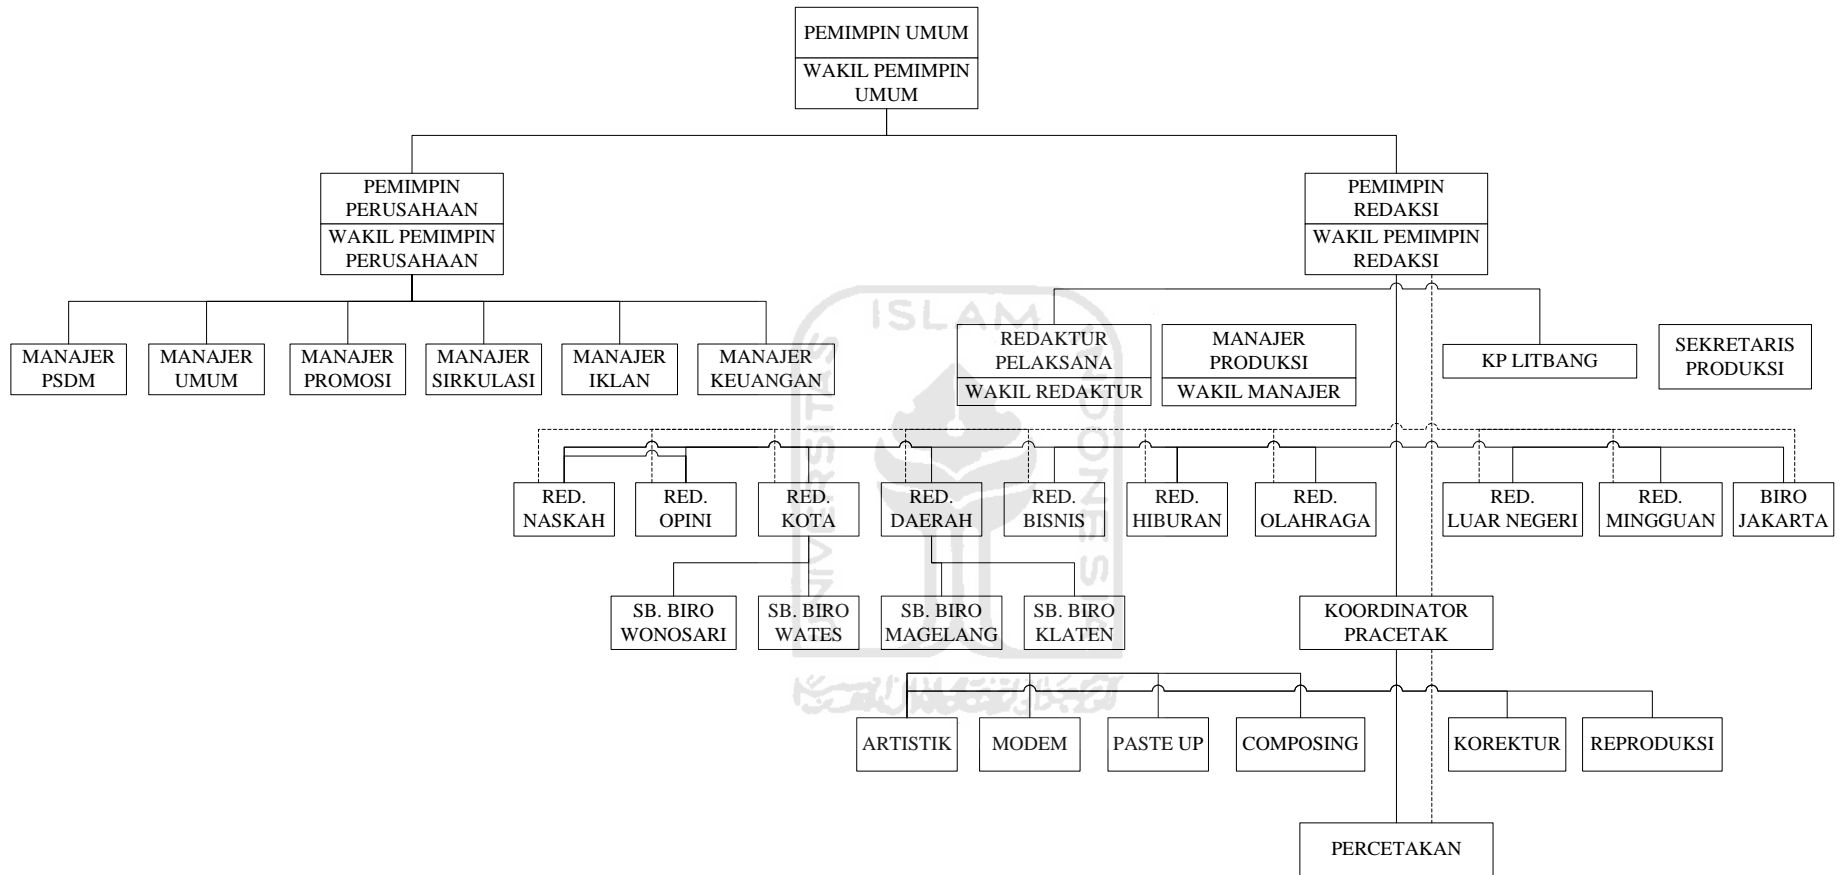 PEMIMPIN UMUM
WAKIL PEMIMPIN
UMUM
PEMIMPIN
PERUSAHAAN
WAKIL PEMIMPIN
PERUSAHAAN
PEMIMPIN
REDAKSI
WAKIL PEMIMPIN
REDAKSI
MANAJER
PSDM
MANAJER
UMUM
MANAJER
PROMOSI
MANAJER
SIRKULASI
MANAJER
IKLAN
MANAJER
KEUANGAN
REDAKTUR
PELAKSANA
WAKIL REDAKTUR
MANAJER
PRODUKSI
WAKIL MANAJER
KP LITBANG
SEKRETARIS
PRODUKSI
RED.
NASKAH
RED.
OPINI
RED.
KOTA
RED.
DAERAH
RED.
BISNIS
RED.
HIBURAN
RED.
OLAHRAGA
RED.
LUAR NEGERI
RED.
MINGGUAN
BIRO
JAKARTA
SB. BIRO
WONOSARI
SB. BIRO
WATES
SB. BIRO
MAGELANG
SB. BIRO
KLATEN
KOORDINATOR
PRACETAK
ARTISTIK
MODEM
PASTE UP
COMPOSING
KOREKTUR
REPRODUKSI
PERCETAKAN
UNIVERSITAS
ISLAM
INDONESIA